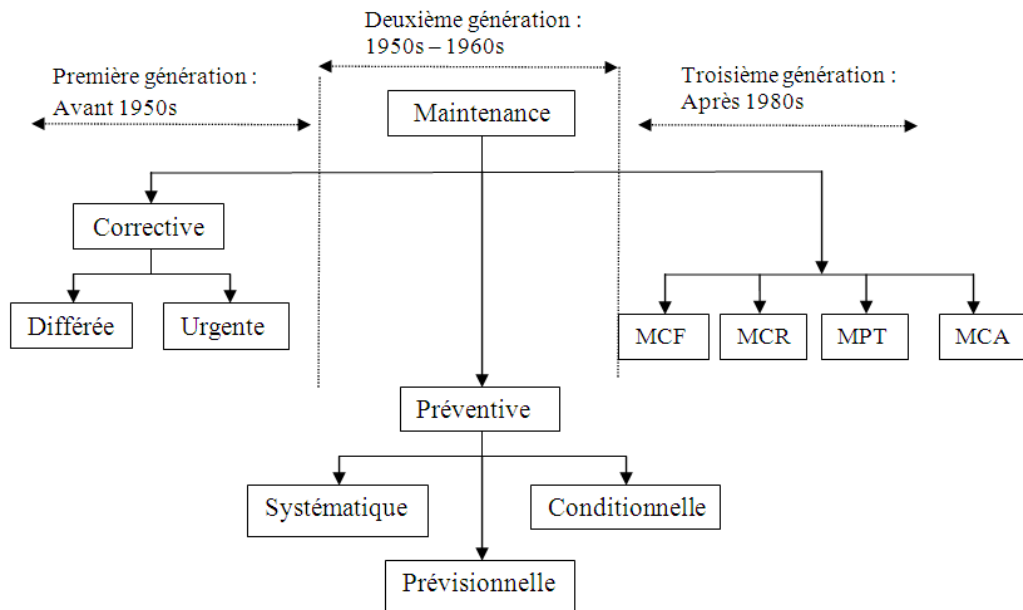 Deuxième génération :
1950s – 1960s
Première génération :
Avant 1950s
Troisième génération :
Après 1980s
Maintenance
Corrective
Différée
Urgente
MCF
MCR
MPT
MCA
Préventive
Systématique
Conditionnelle
Prévisionnelle